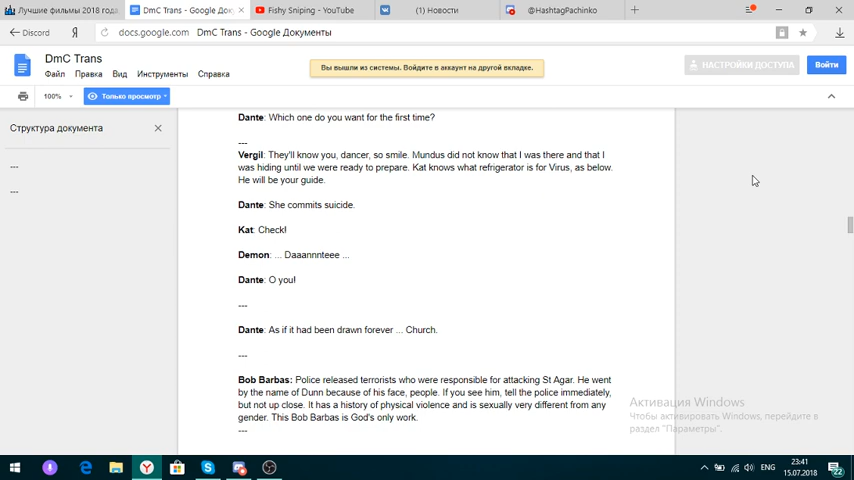 Лучшие фильмы 2018 года.
DmC Trans - Google Док
Fishy Sniping - YouTube
(1) Новости
@HashtagPachinko
Discord
docs.google.com DmC Trans - Google Документы
DmC Trans
Файл Правка Вид Инструменты Справка
Вы вышли из системы. Войдите в аккаунт на другой вкладке.
НАСТРОЙКИ ДОСТУПА
Войти
100%
Только просмотр
Структура документа
---
---
Dante: Which one do you want for the first time?
---
Vergil: They'll know you, dancer, so smile. Mundus did not know that I was there and that I
was hiding until we were ready to prepare. Kat knows what refrigerator is for Virus, as below.
He will be your guide.
Dante: She commits suicide.
Kat: Check!
Demon: ... Daaannnteee ...
Dante: O you!
---
Dante: As if it had been drawn forever ... Church.
---
Bob Barbas: Police released terrorists who were responsible for attacking St Agar. He went
by the name of Dunn because of his face, people. If you see him, tell the police immediately,
but not up close. It has a history of physical violence and is sexually very different from any
gender. This Bob Barbas is God's only work.
---
Активация Windows
Чтобы активировать Windows, перейдите в
раздел "Параметры".
ENG
23:41
15.07.2018
22